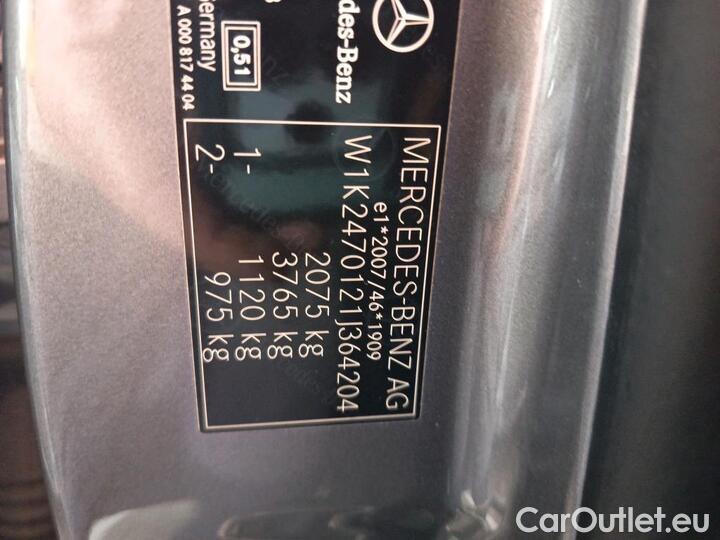 des-Benz
Germany
0,51
A 000 817 44 04
MERCEDES-BENZ AG
e1*2007/46*1909
W1K2470121J364204
2075 kg
3765 kg
1- 1120 kg
2- 975 kg
CarOutlet.eu